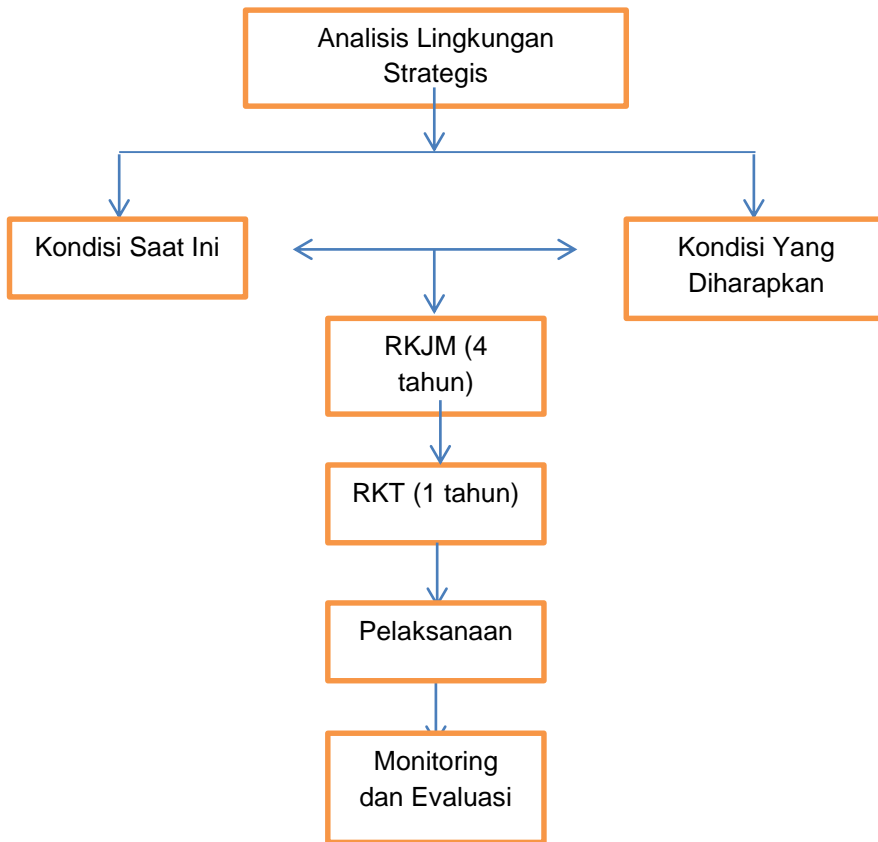 Analisis Lingkungan
Strategis
Kondisi Saat Ini
Kondisi Yang
Diharapkan
RKJM (4
tahun)
RKT (1 tahun)
Pelaksanaan
Monitoring
dan Evaluasi